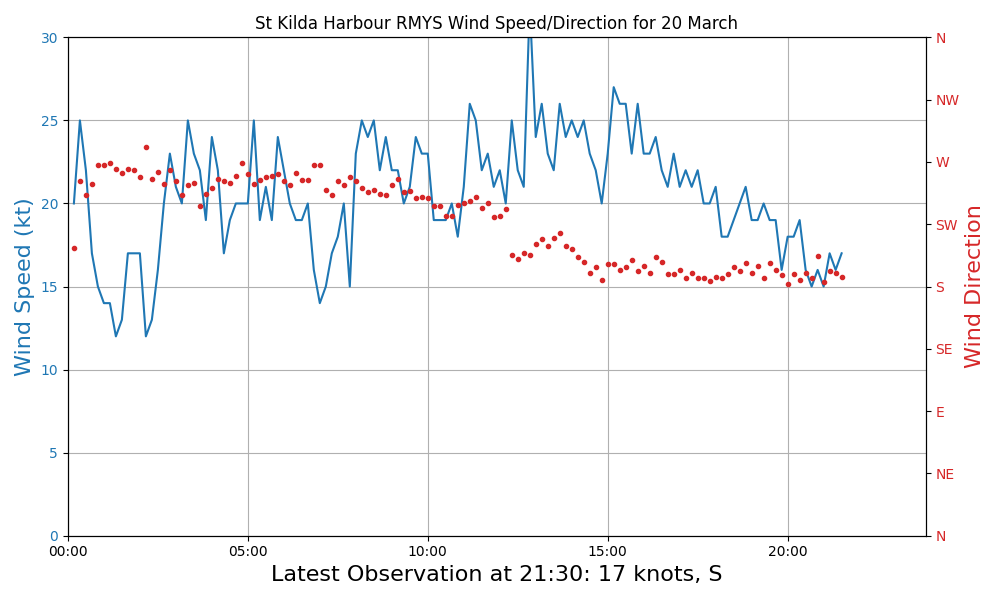 St Kilda Harbour RMYS Wind Speed/Direction for 20 March
30
25
20
15
10
5
0
Wind Speed (kt)
N
NW
W
SW
S
SE
E
NE
N
Wind Direction
00:00 05:00 10:00 15:00 20:00
Latest Observation at 21:30: 17 knots, S